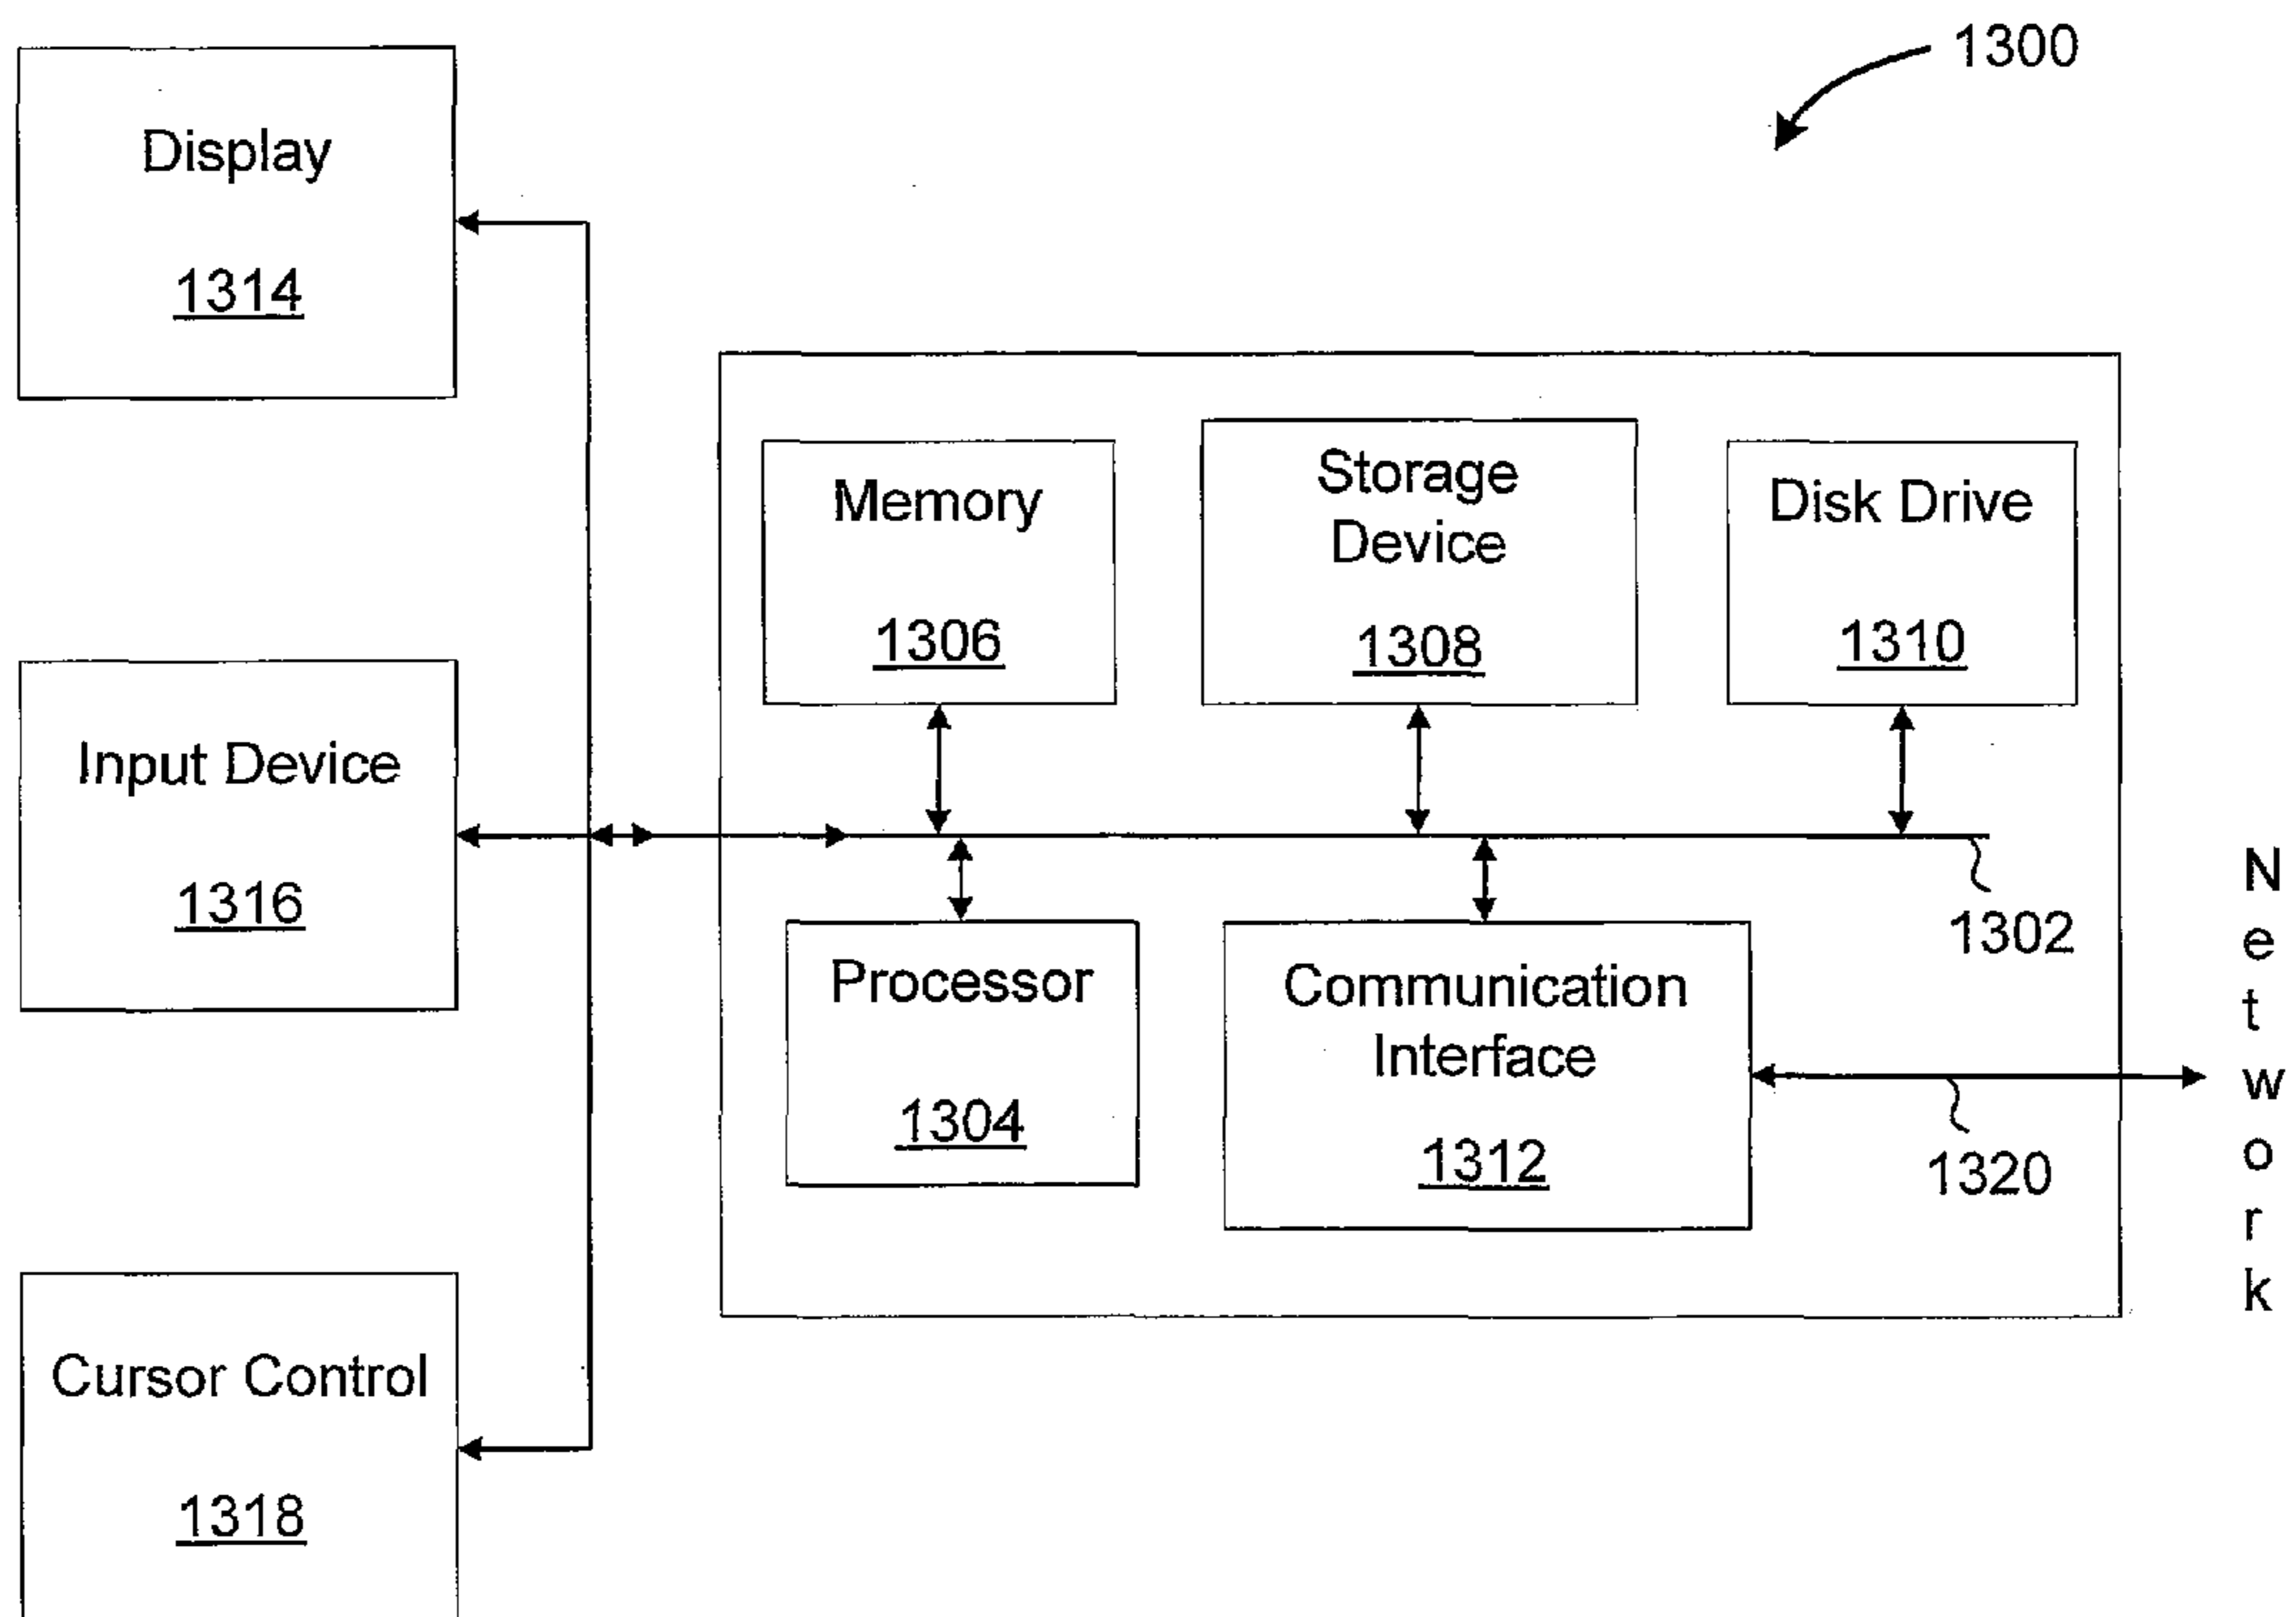 1300
Display
1314
Memory
1306
Storage
Device
1308
Disk Drive
1310
Input Device
1316
1302
Processor
1304
Communication
Interface
1312
1320
Network
Cursor Control
1318